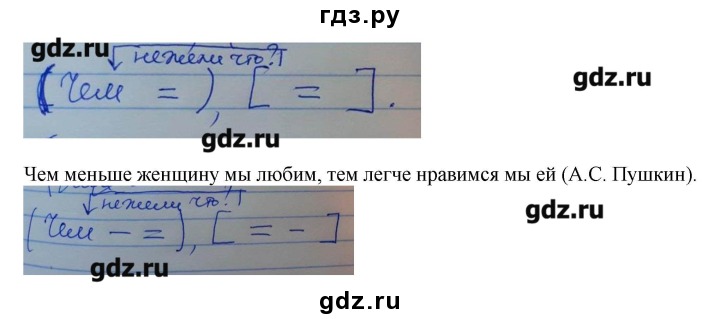 гдз.ру
gdz.ru
нежели что?
(Чем = ), [ = ].
gdz.ru
gdz.ru
Чем меньше женщину мы любим, тем легче нравимся мы ей (А.С. Пушкин).
нежели что?
(Чем – =), [ = – ]
gdz.ru
gdz.ru
gdz.ru